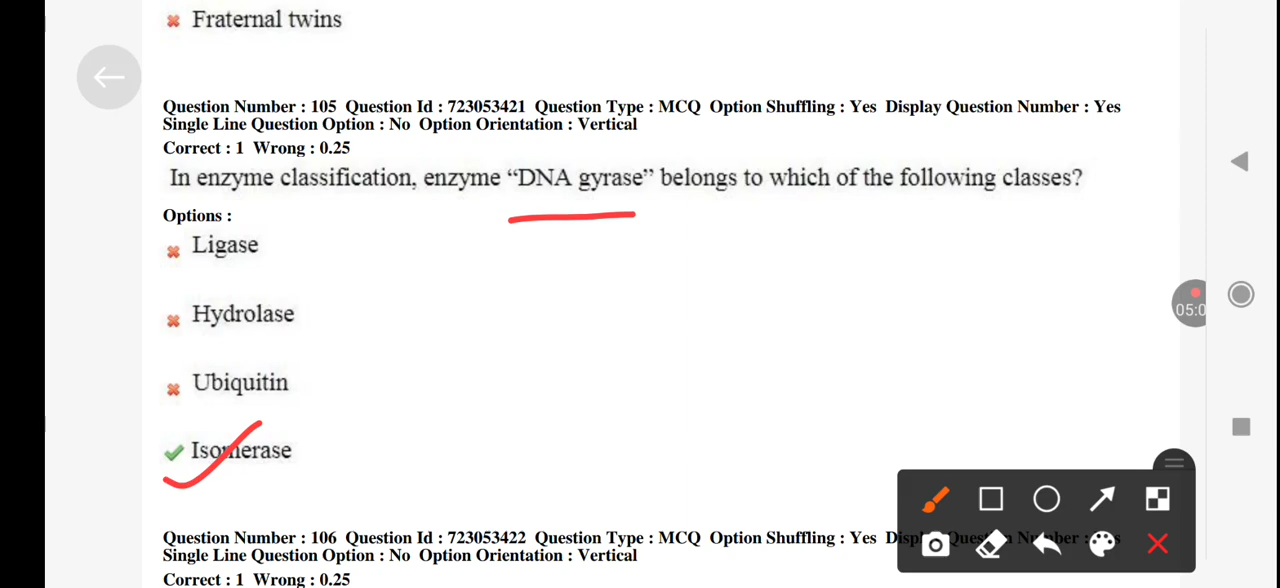 Fraternal twins
Question Number : 105 Question Id : 723053421 Question Type : MCQ Option Shuffling : Yes Display Question Number : Yes
Single Line Question Option : No Option Orientation : Vertical
Correct : 1 Wrong : 0.25
In enzyme classification, enzyme “DNA gyrase” belongs to which of the following classes?
Options :
Ligase
Hydrolase
05:0
Ubiquitin
Isomerase
Question Number : 106 Question Id : 723053422 Question Type : MCQ Option Shuffling : Yes
Single Line Question Option : No Option Orientation : Vertical
Correct : 1 Wrong : 0.25